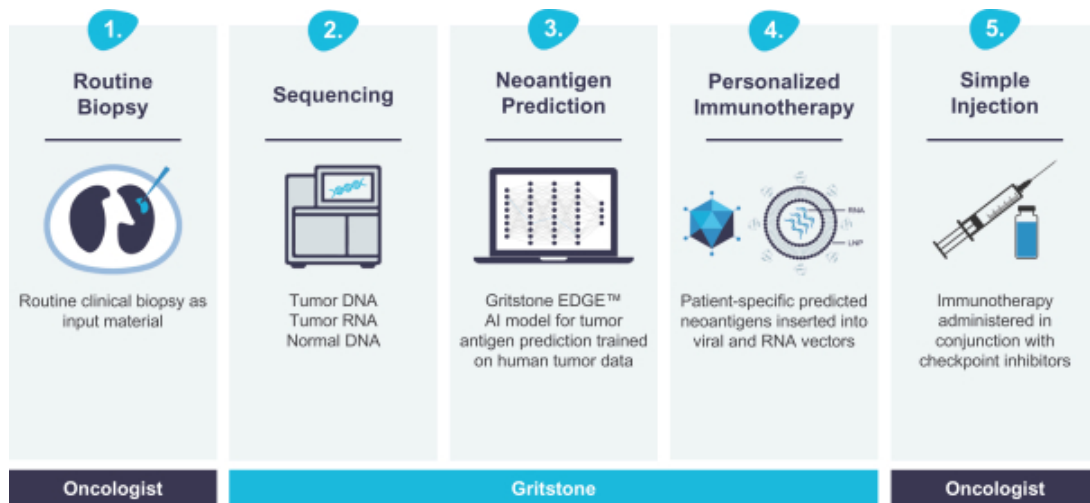 1.
Routine
Biopsy
Routine clinical biopsy as
input material
2.
Sequencing
Tumor DNA
Tumor RNA
Normal DNA
3.
Neoantigen
Prediction
Gritstone EDGE™
AI model for tumor
antigen prediction trained
on human tumor data
4.
Personalized
Immunotherapy
RNA
LNP
Patient-specific predicted
neoantigens inserted into
viral and RNA vectors
5.
Simple
Injection
Immunotherapy
administered in
conjunction with
checkpoint inhibitors
Oncologist
Gritstone
Oncologist